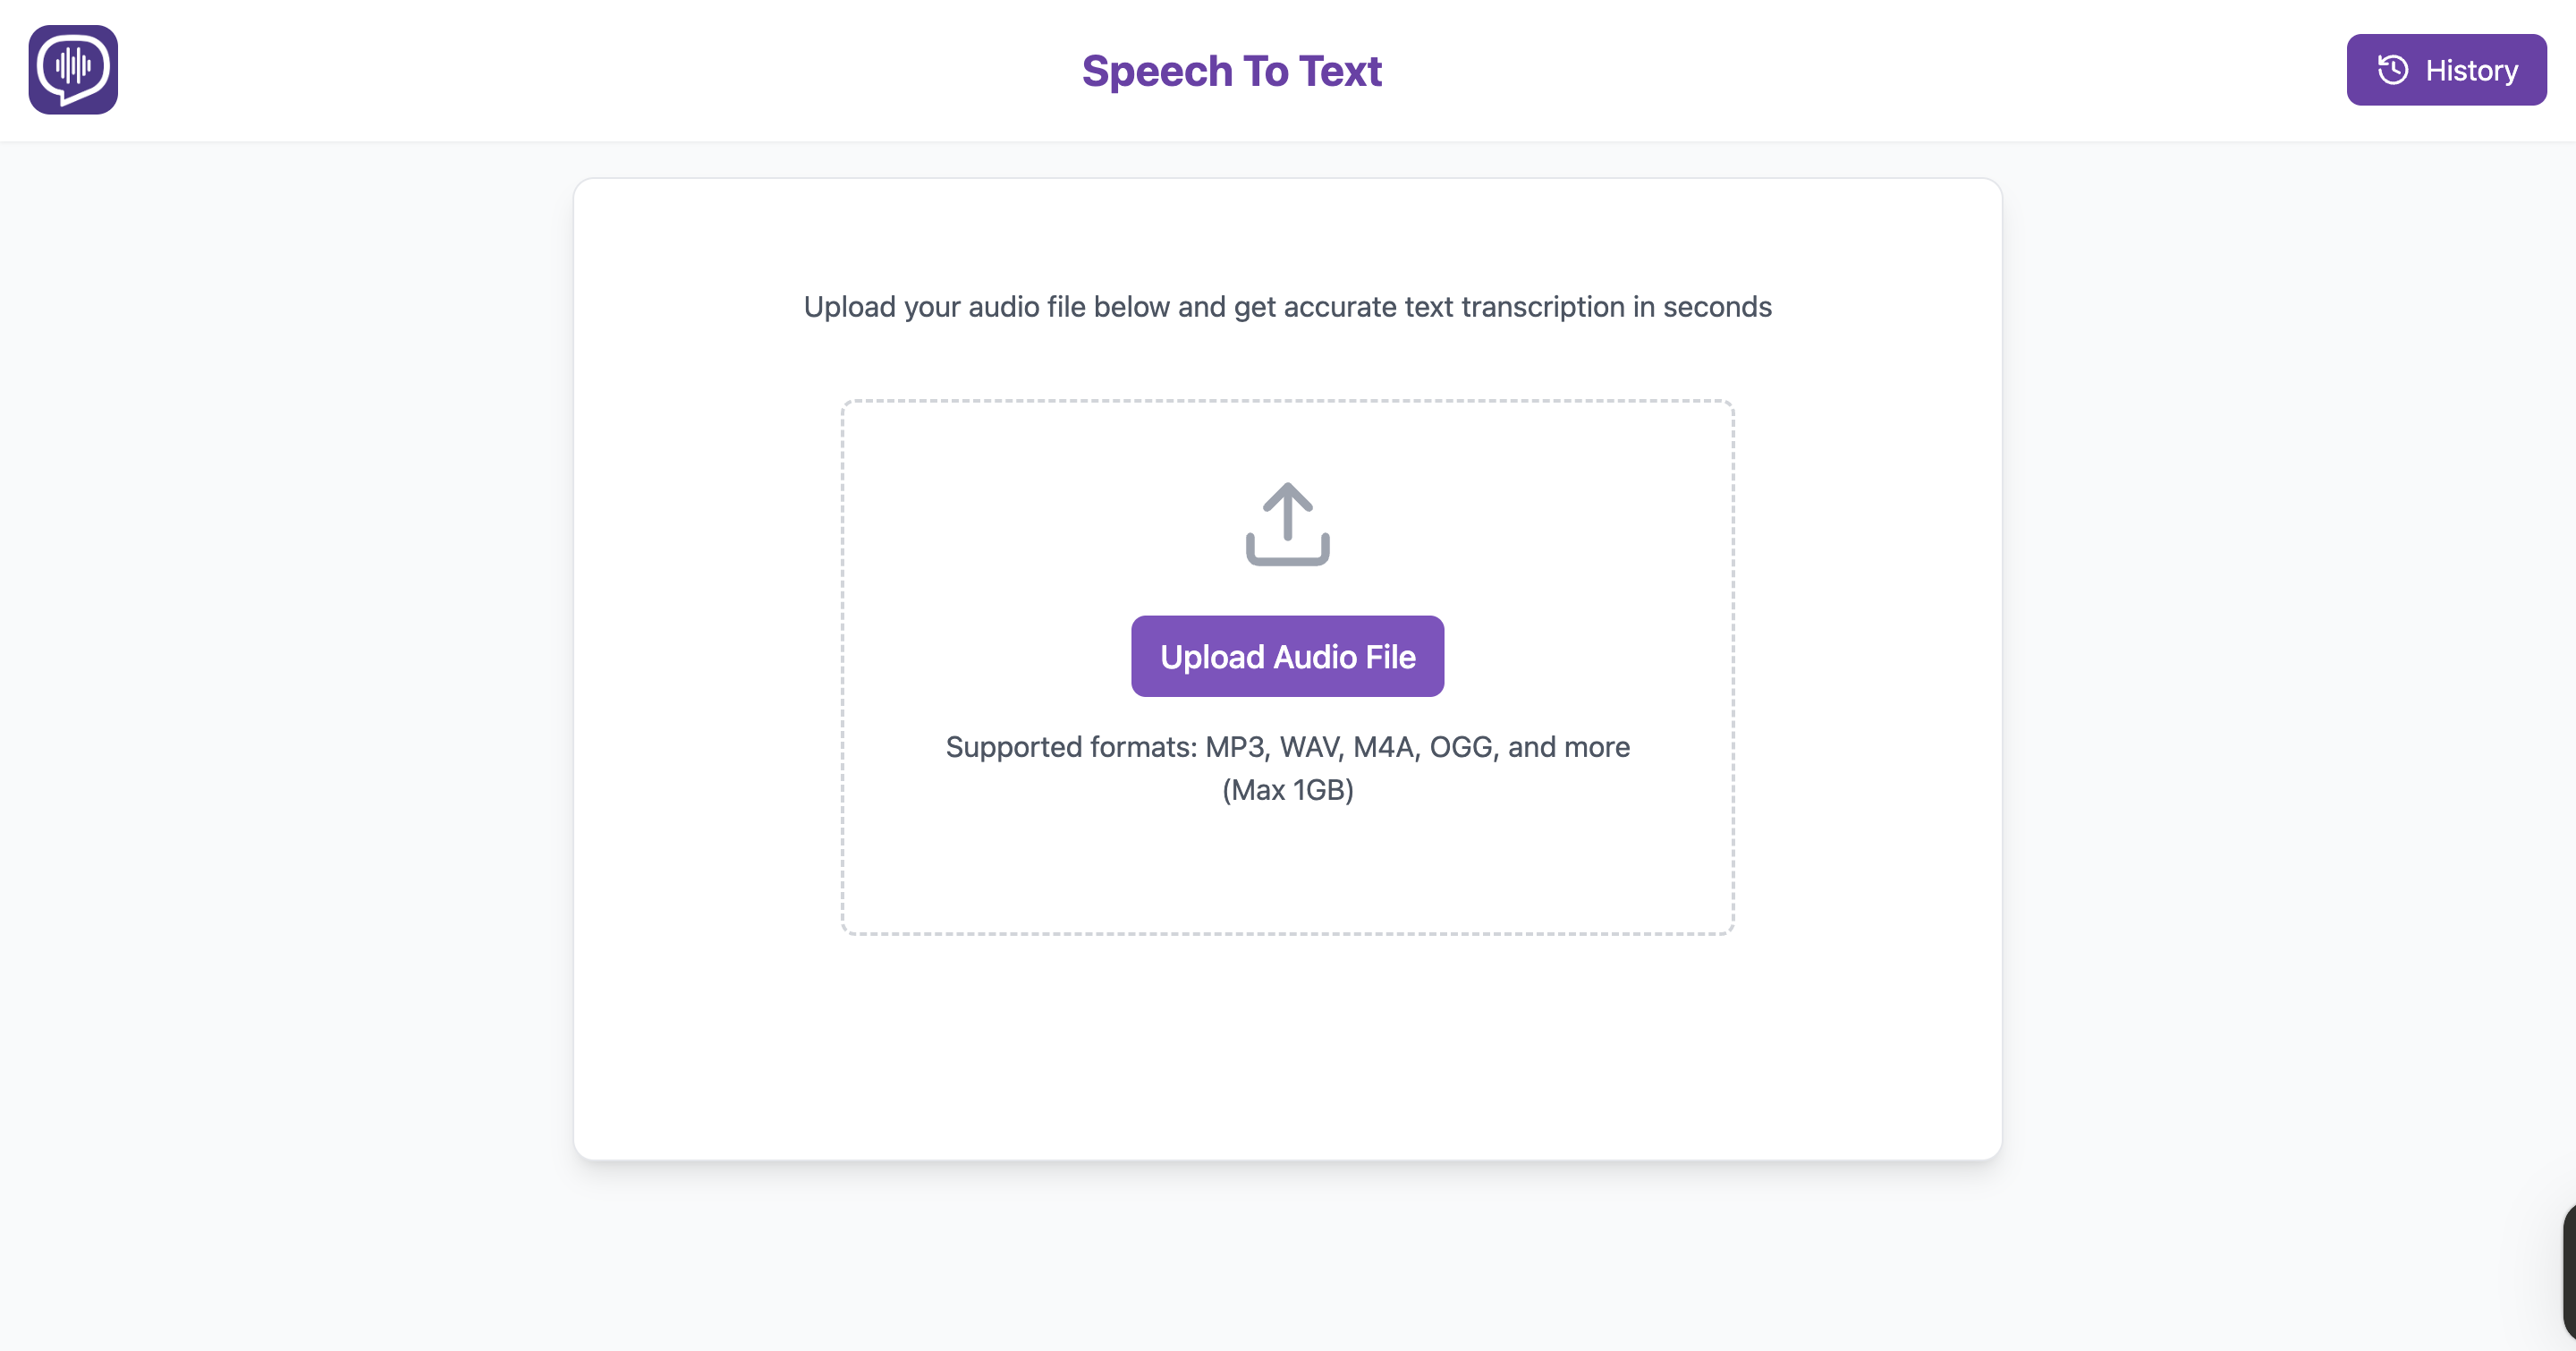 Speech To Text
History
Upload your audio file below and get accurate text transcription in seconds
Upload Audio File
Supported formats: MP3, WAV, M4A, OGG, and more
(Max 1GB)